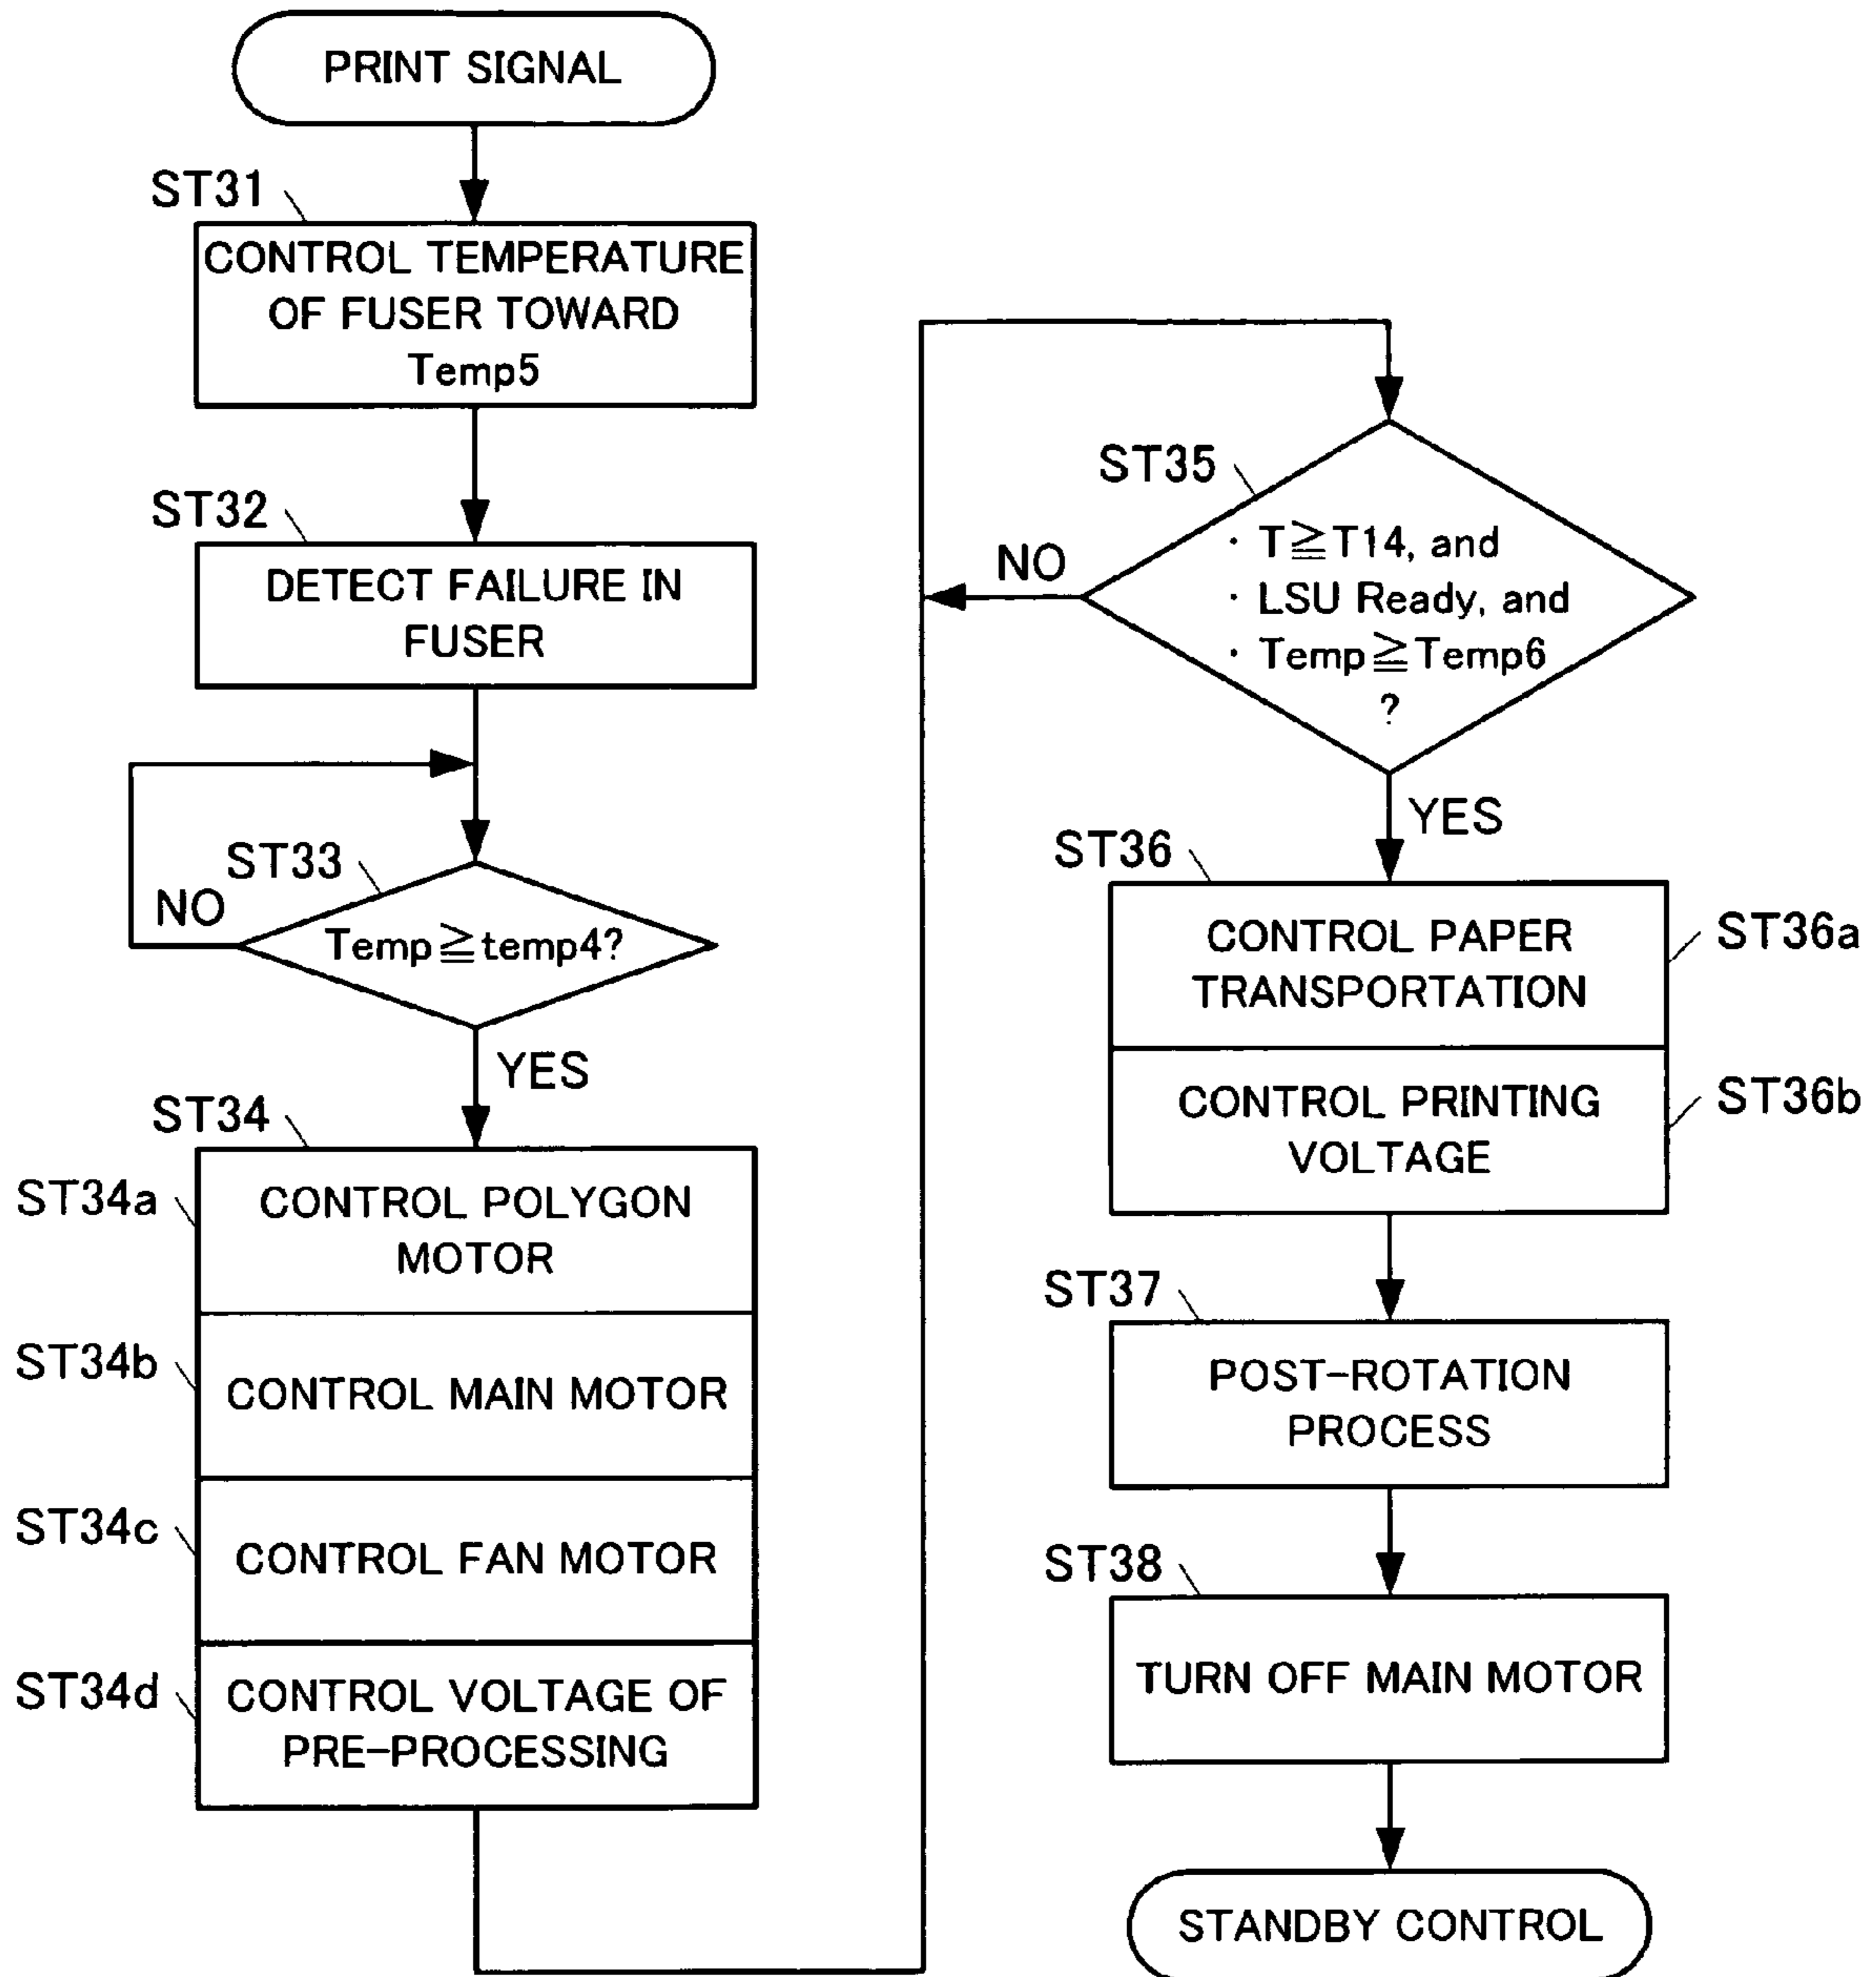 PRINT SIGNAL
ST31
CONTROL TEMPERATURE
OF FUSER TOWARD
Temp5
ST32
DETECT FAILURE IN
FUSER
ST33
NO
Temp≧temp4?
YES
ST34
ST34a
CONTROL POLYGON
MOTOR
ST34b
CONTROL MAIN MOTOR
ST34c
CONTROL FAN MOTOR
ST34d
CONTROL VOLTAGE OF
PRE-PROCESSING
ST35
NO
· T≧T14, and
· LSU Ready, and
· Temp≧Temp6
?
YES
ST36
CONTROL PAPER
TRANSPORTATION
ST36a
CONTROL PRINTING
VOLTAGE
ST36b
ST37
POST-ROTATION
PROCESS
ST38
TURN OFF MAIN MOTOR
STANDBY CONTROL